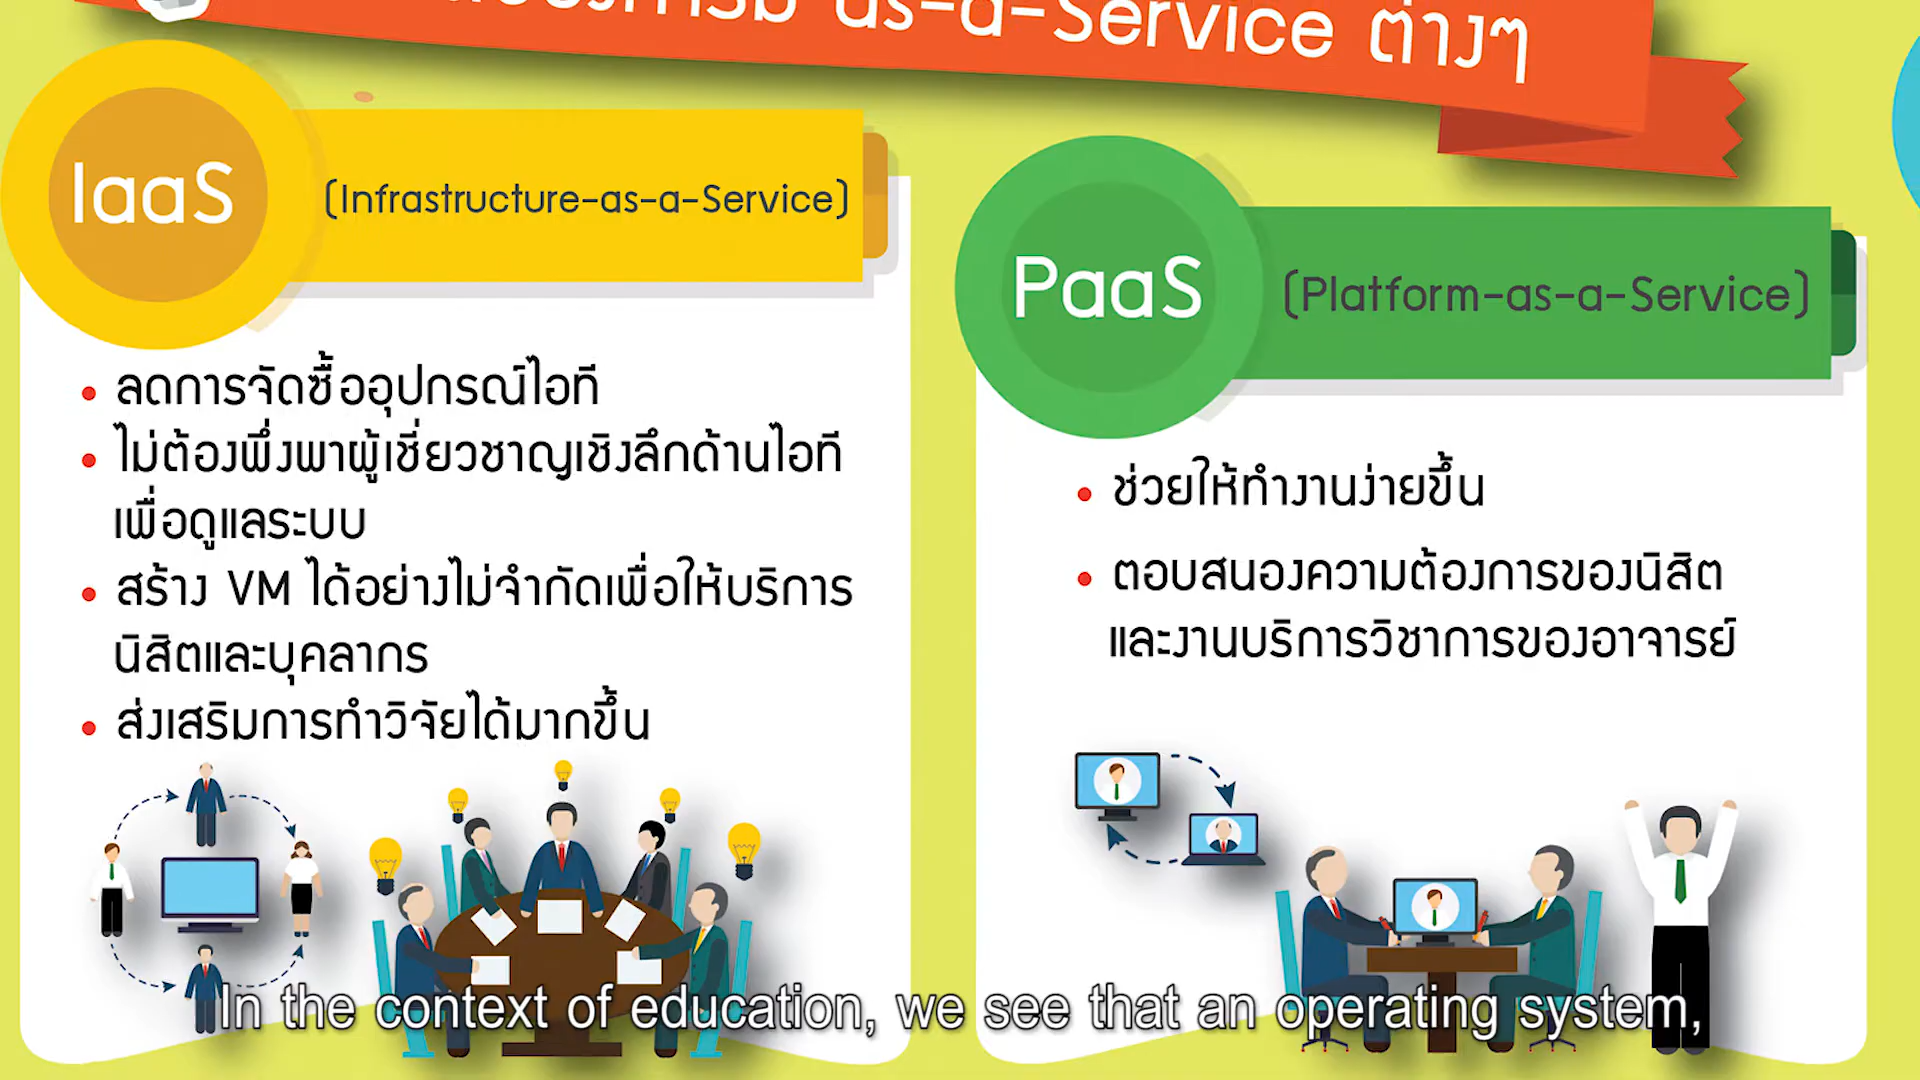 as-a-Service ต่างๆ
IaaS
(Infrastructure-as-a-Service)
• ลดการจัดซื้ออุปกรณ์ไอที
• ไม่ต้องพึ่งพาผู้เชี่ยวชาญเชิงลึกด้านไอที
เพื่อดูแลระบบ
• สร้าง VM ได้อย่างไม่จำกัดเพื่อให้บริการ
นิสิตและบุคลากร
• ส่งเสริมการทำวิจัยได้มากขึ้น
PaaS
(Platform-as-a-Service)
• ช่วยให้ทำงานง่ายขึ้น
• ตอบสนองความต้องการของนิสิต
และงานบริการวิชาการของอาจารย์
In the context of education, we see that an operating system,